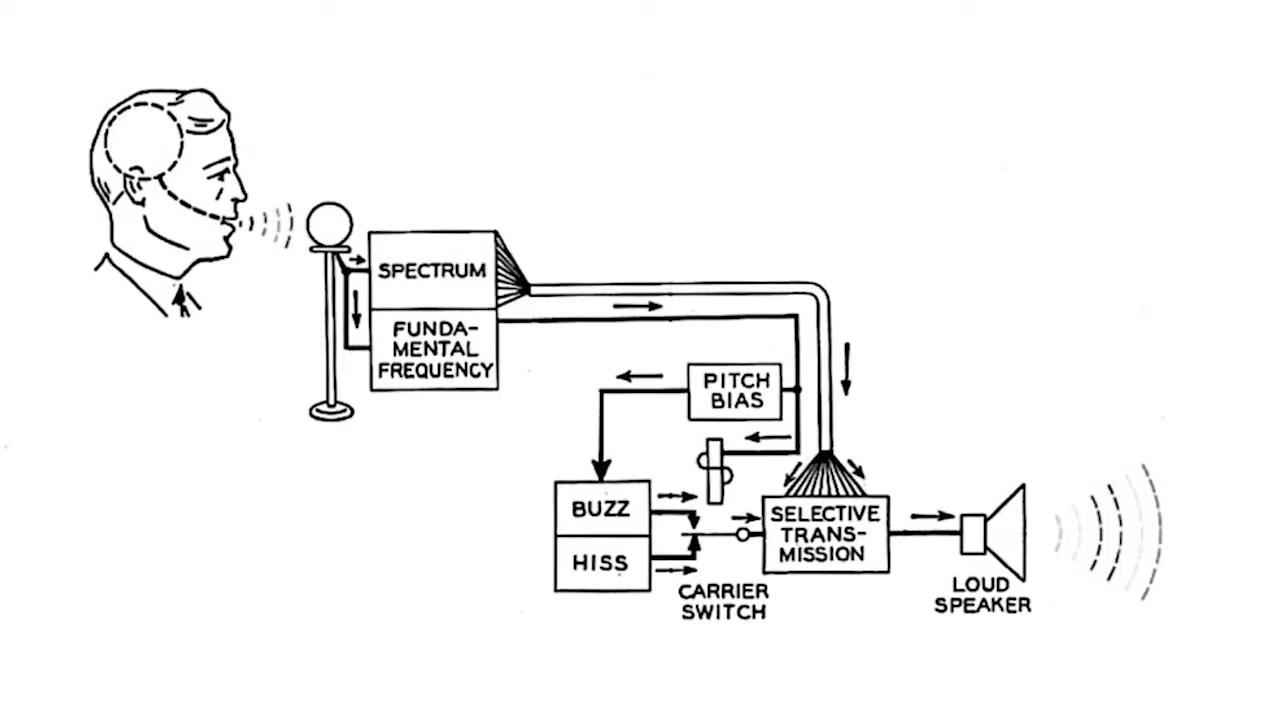 SPECTRUM
FUNDA-
MENTAL
FREQUENCY
PITCH
BIAS
BUZZ
HISS
CARRIER
SWITCH
SELECTIVE
TRANS-
MISSION
LOUD
SPEAKER